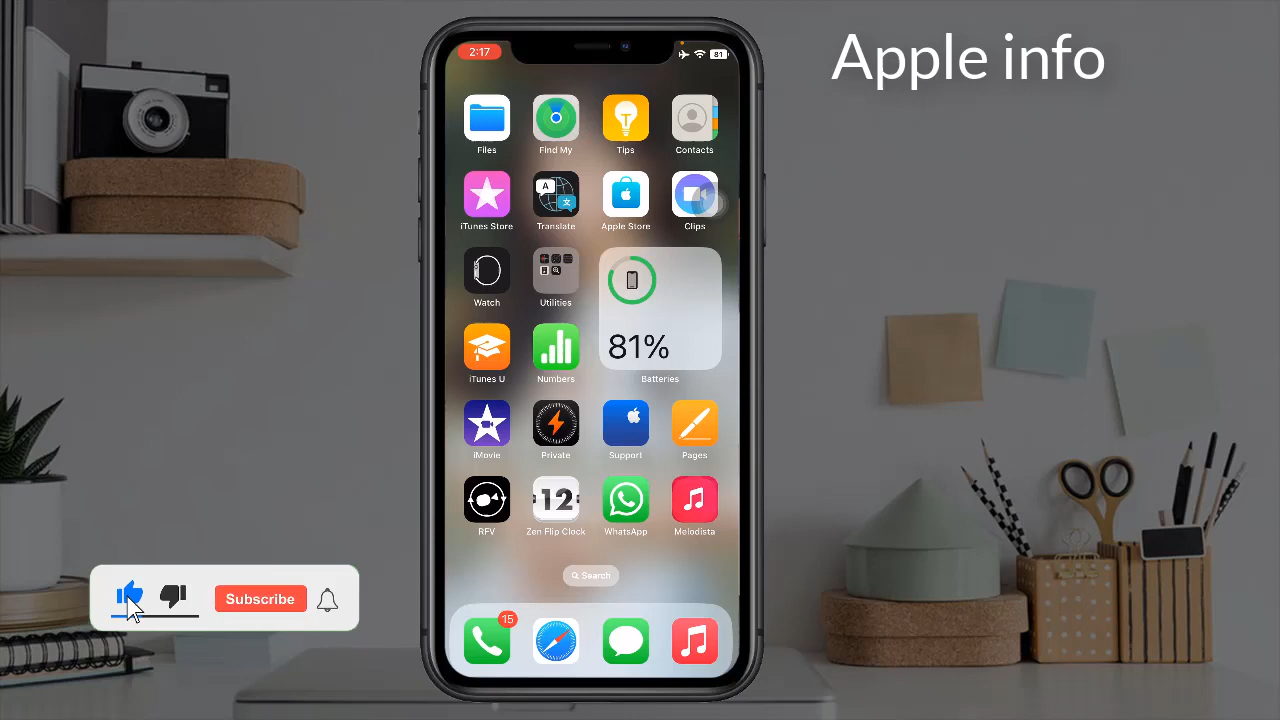 Apple info
2:17
81
Files
Find My
Tips
Contacts
A
文
iTunes Store
Translate
Apple Store
Clips
Watch
Utilities
81%
iTunes U
Numbers
Batteries
iMovie
Private
Support
Pages
12
RFV
Zen Flip Clock
WhatsApp
Melodista
Search
Subscribe
15